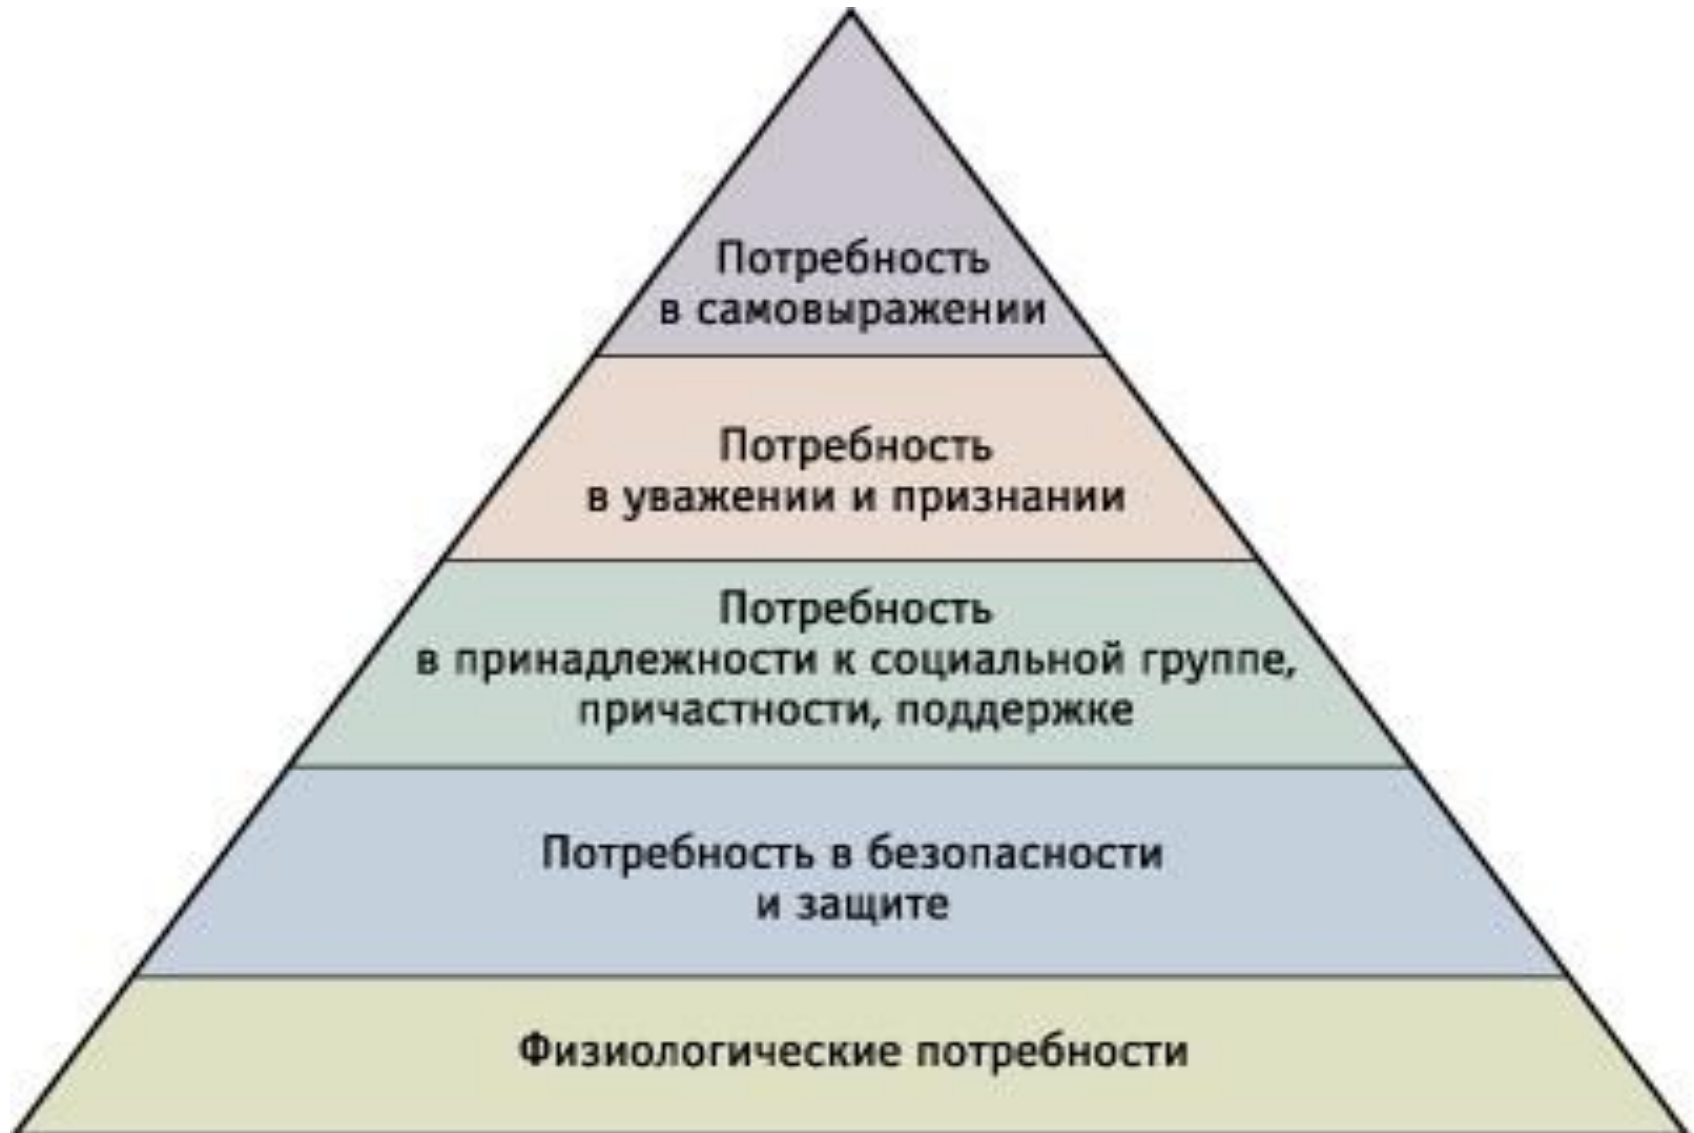 Потребность
в самовыражении
Потребность
в уважении и признании
Потребность
в принадлежности к социальной группе,
причастности, поддержке
Потребность в безопасности
и защите
Физиологические потребности